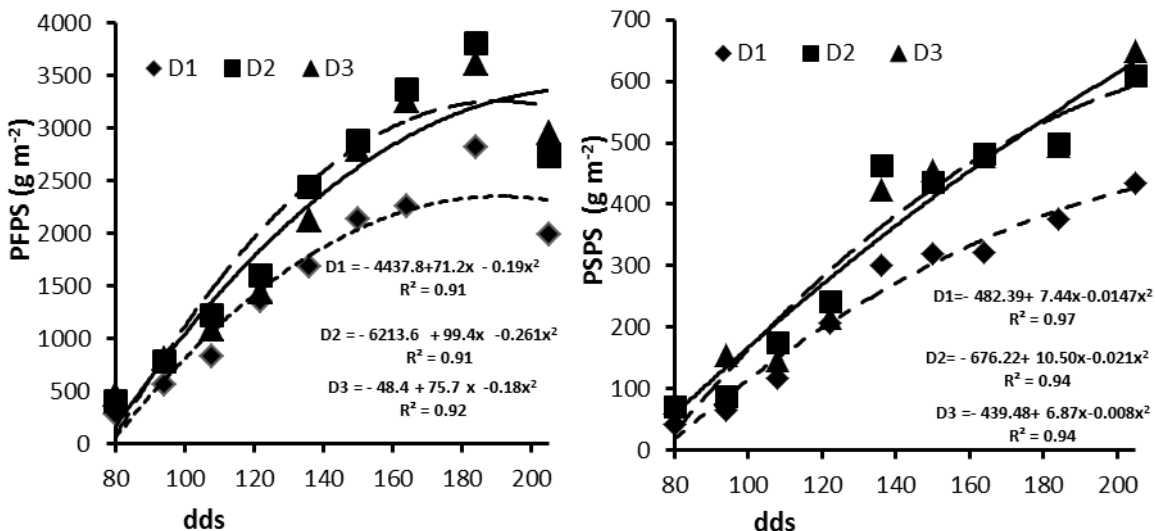 PFPS (g m⁻²)
4000
3500
3000
2500
2000
1500
1000
500
0
D1 D2 D3
D1 = - 4437.8+71.2x - 0.19x²
R² = 0.91
D2 = - 6213.6 + 99.4x -0.261x²
R² = 0.91
D3 = - 48.4 + 75.7 x -0.18x²
R² = 0.92
80 100 120 140 160 180 200
dds
PSPS (g m⁻²)
700
600
500
400
300
200
100
0
D1 D2 D3
D1=- 482.39+ 7.44x-0.0147x²
R² = 0.97
D2= - 676.22+ 10.50x-0.021x²
R² = 0.94
D3 = -439.48+ 6.87x-0.008x²
R² = 0.94
80 100 120 140 160 180 200
dds